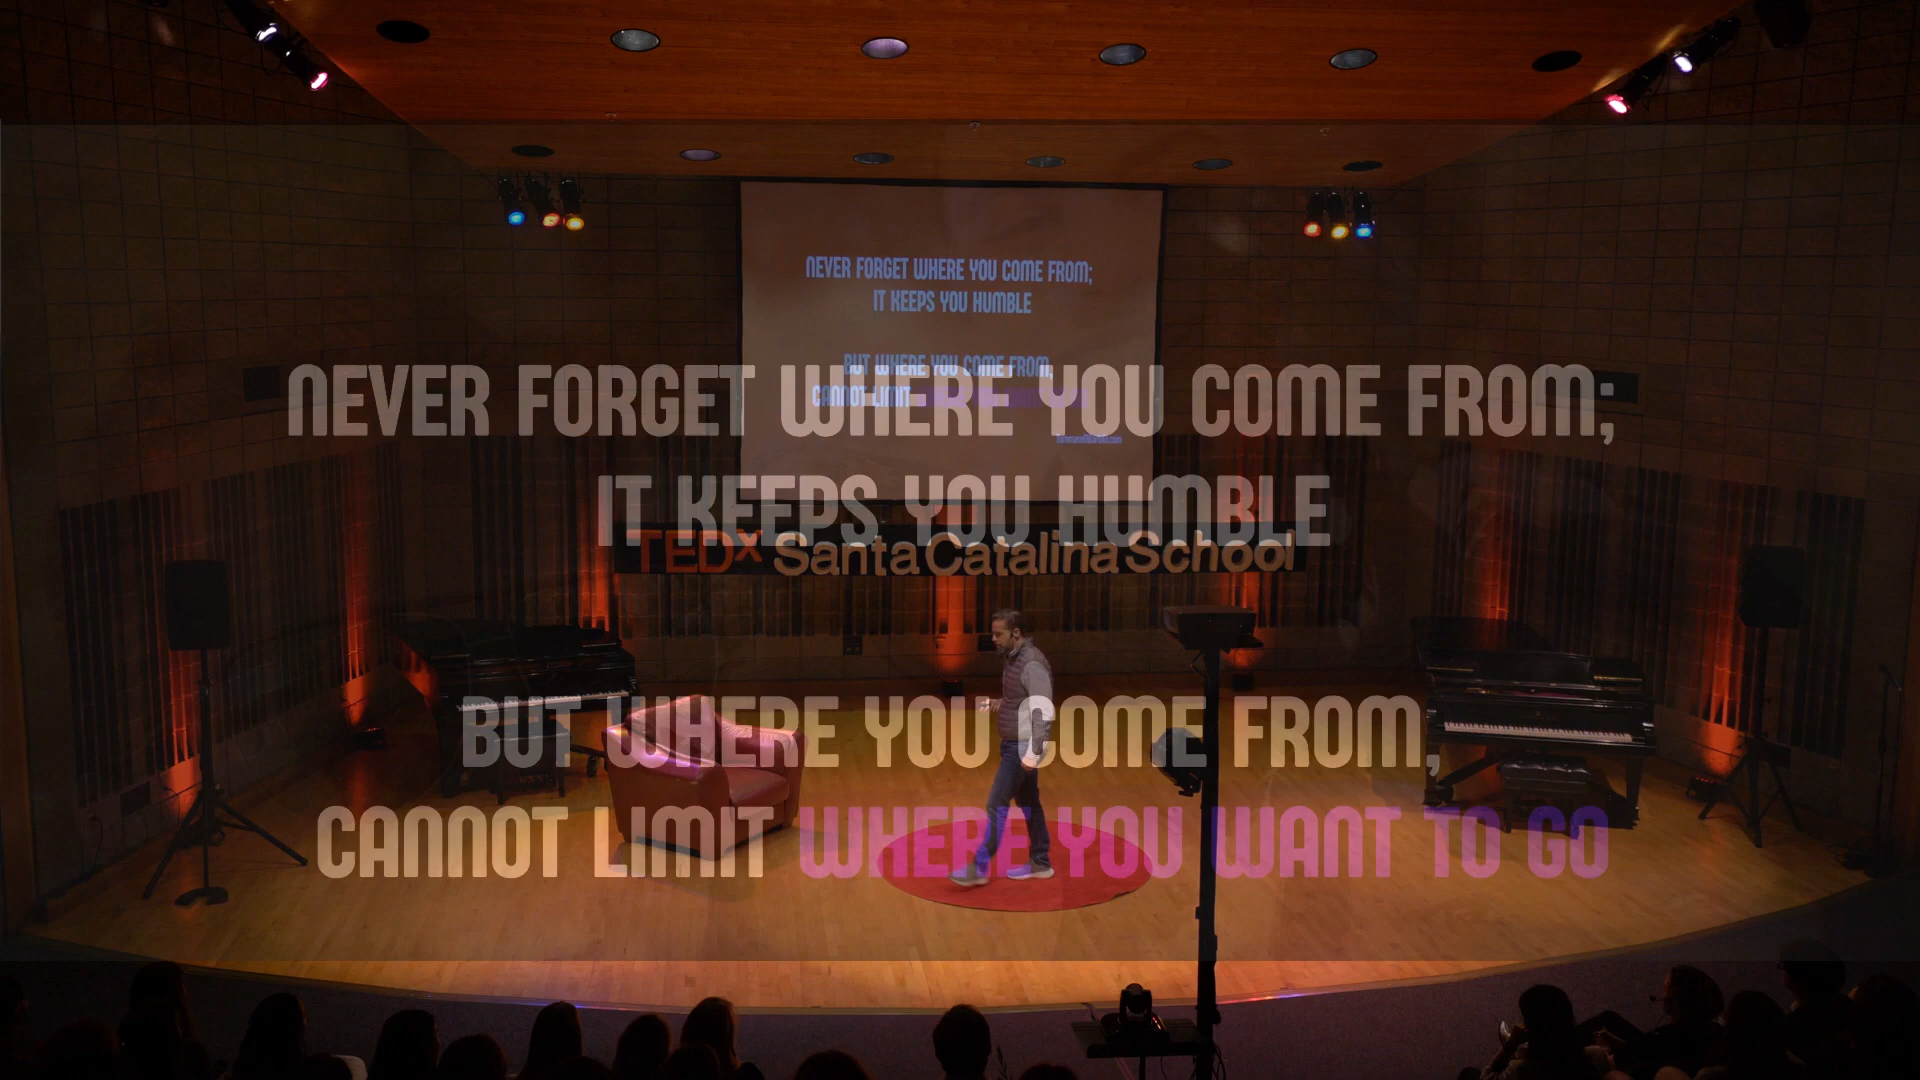 NEVER FORGET WHERE YOU COME FROM;
IT KEEPS YOU HUMBLE
BUT WHERE YOU COME FROM,
CANNOT LIMIT
NEVER FORGET WHERE YOU COME FROM;
IT KEEPS YOU HUMBLE
TEDx SantaCatalinaSchool
BUT WHERE YOU COME FROM,
CANNOT LIMIT WHERE YOU WANT TO GO